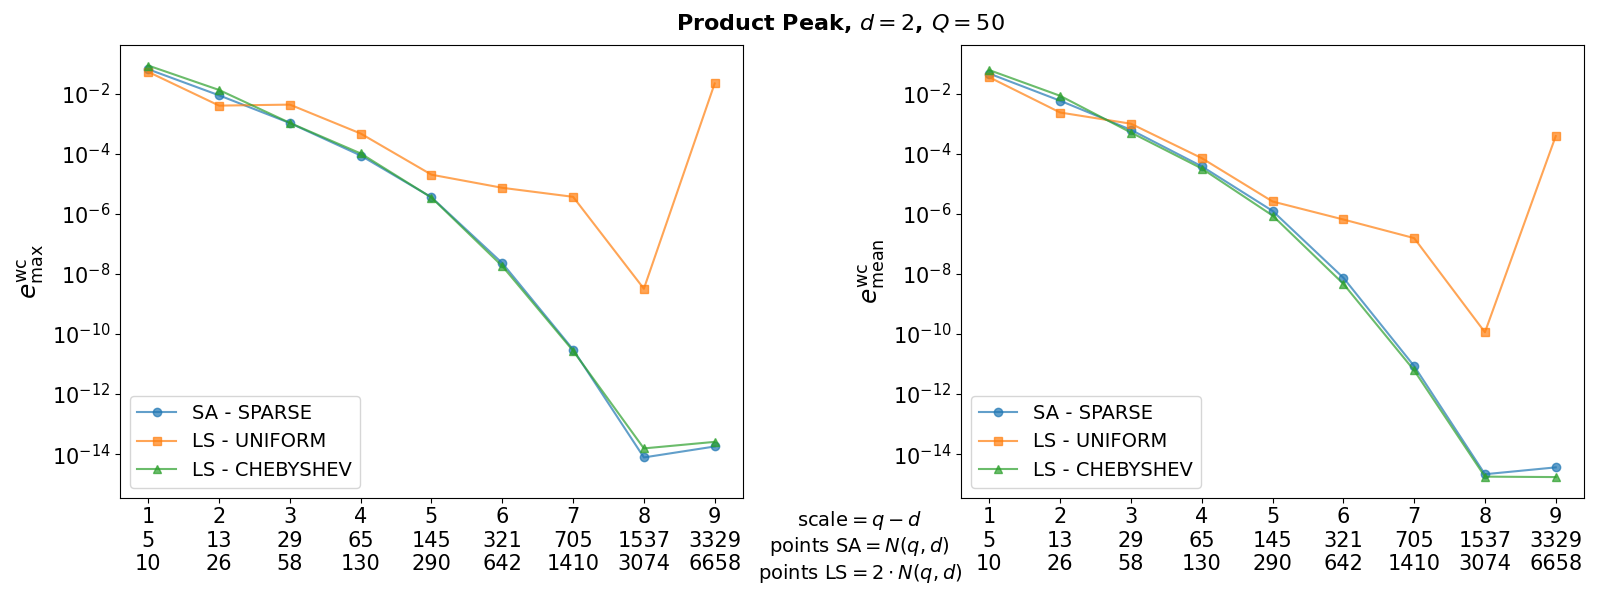 Product Peak, d = 2, Q = 50
e^wc_max
10^−2
10^−4
10^−6
10^−8
10^−10
10^−12
10^−14
SA - SPARSE
LS - UNIFORM
LS - CHEBYSHEV
1 2 3 4 5 6 7 8 9
5 13 29 65 145 321 705 1537 3329
10 26 58 130 290 642 1410 3074 6658
scale = q − d
points SA = N(q, d)
points LS = 2 · N(q, d)
e^wc_mean
10^−2
10^−4
10^−6
10^−8
10^−10
10^−12
10^−14
SA - SPARSE
LS - UNIFORM
LS - CHEBYSHEV
1 2 3 4 5 6 7 8 9
5 13 29 65 145 321 705 1537 3329
10 26 58 130 290 642 1410 3074 6658